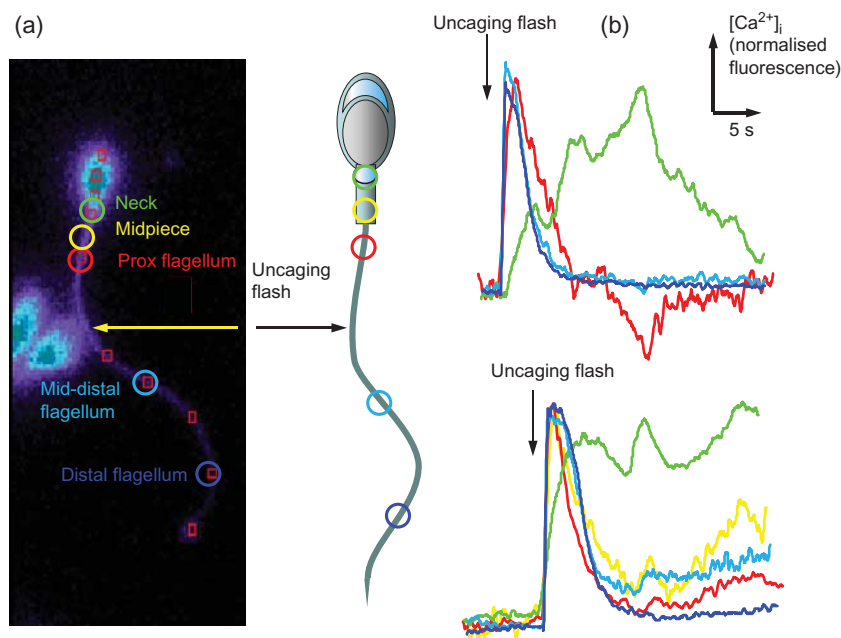 (a)
Neck
Midpiece
Prox flagellum
Mid-distal
flagellum
Distal flagellum
Uncaging
flash
Uncaging flash
(b)
[Ca²⁺]ᵢ
(normalised
fluorescence)
5 s
Uncaging flash